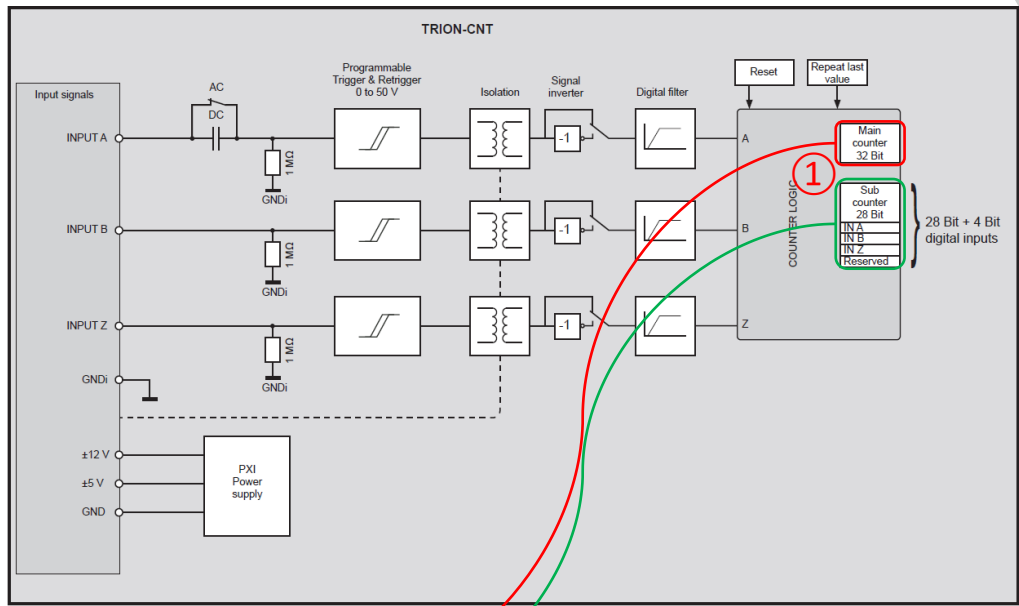 TRION-CNT
Input signals
INPUT A
INPUT B
INPUT Z
GNDi
±12 V
±5 V
GND
AC
DC
1 MΩ
GNDi
1 MΩ
GNDi
1 MΩ
GNDi
Programmable
Trigger & Retrigger
0 to 50 V
Isolation
Signal
inverter
-1
-1
-1
Digital filter
Reset
Repeat last
value
A
B
Z
COUNTER LOGIC
1
Main
counter
32 Bit
Sub
counter
28 Bit
IN A
IN B
IN Z
Reserved
28 Bit + 4 Bit
digital inputs
PXI
Power
supply